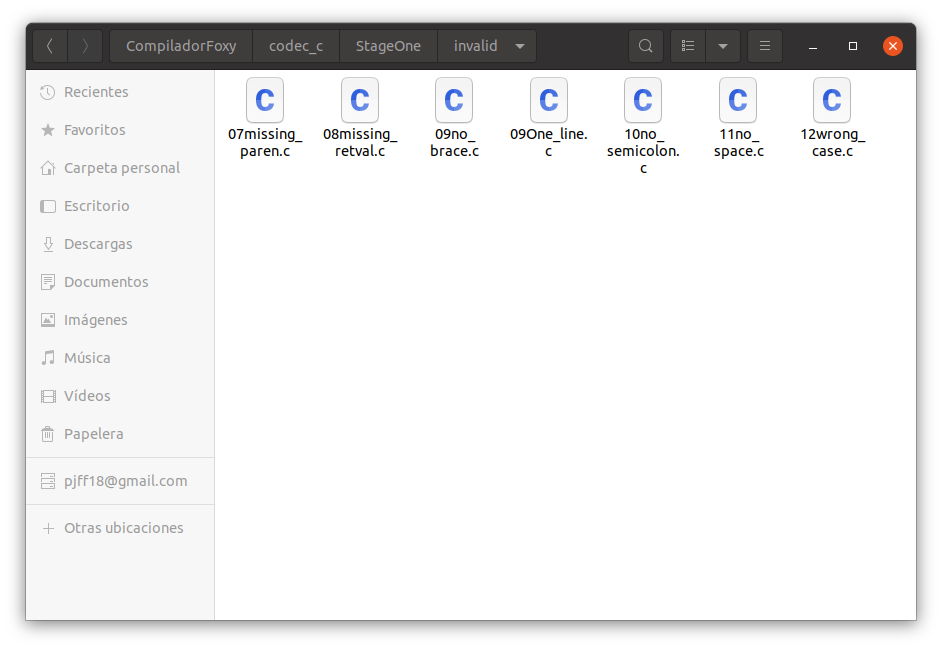 CompiladorFoxy codec_c StageOne invalid
Recientes
Favoritos
Carpeta personal
Escritorio
Descargas
Documentos
Imágenes
Música
Vídeos
Papelera
pjff18@gmail.com
Otras ubicaciones
C C C C C C C
07missing_
paren.c
08missing_
retval.c
09no_
brace.c
09One_line.
c
10no_
semicolon.
c
11no_
space.c
12wrong_
case.c